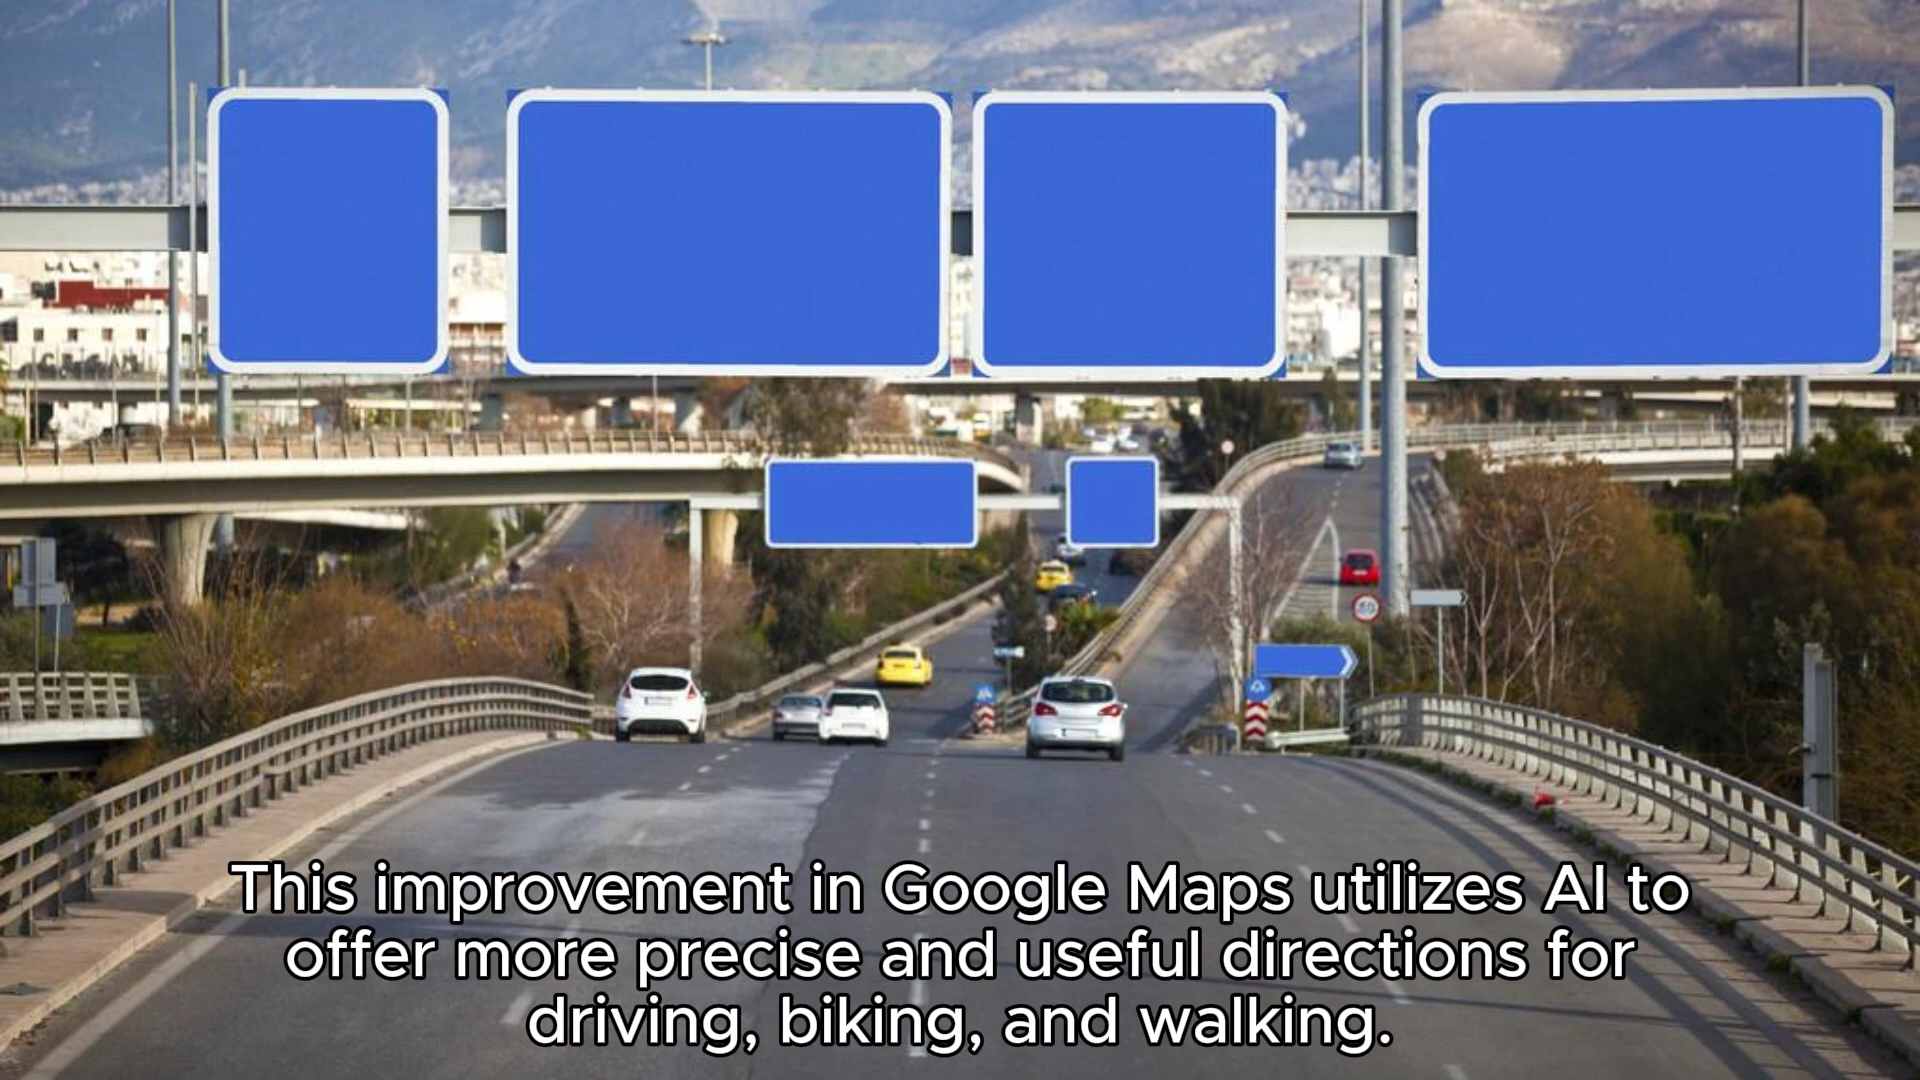 50
This improvement in Google Maps utilizes AI to
offer more precise and useful directions for
driving, biking, and walking.